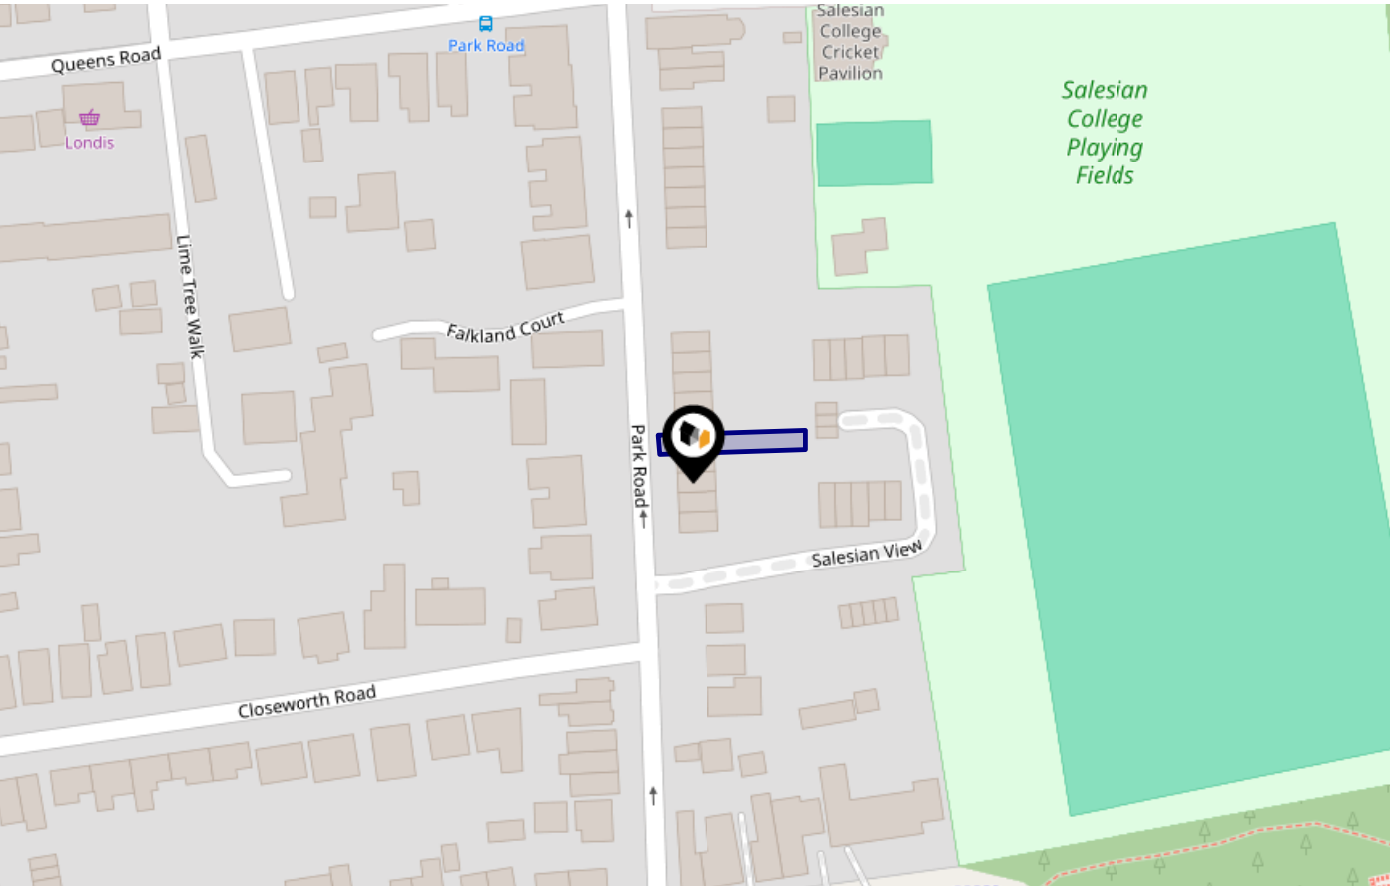 Salesian
College
Cricket
Pavilion
Park Road
Queens Road
Salesian
College
Playing
Fields
Londis
Lime Tree Walk
Falkland Court
Park Road
Salesian View
Closeworth Road